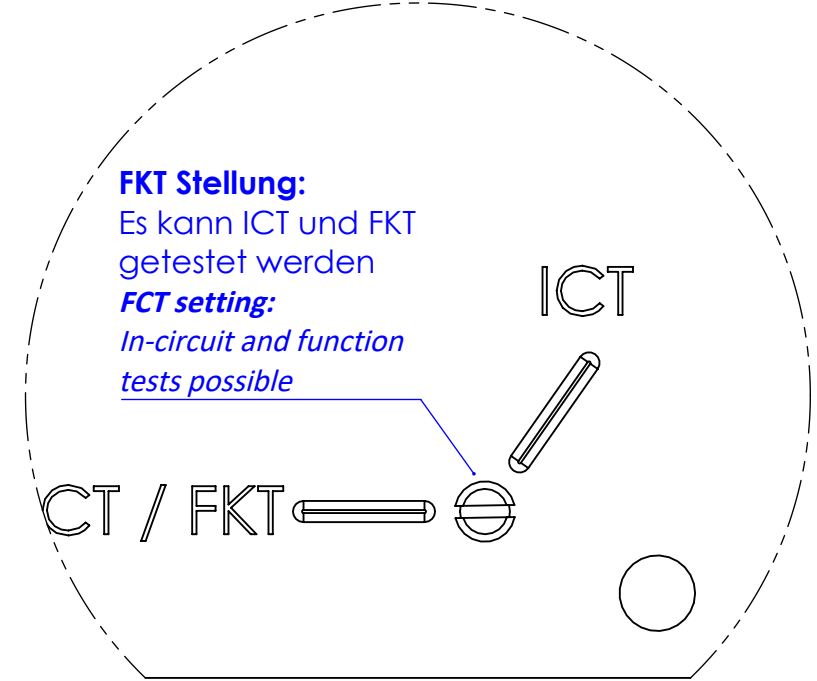 FKT Stellung:
Es kann ICT und FKT
getestet werden
FCT setting:
In-circuit and function
tests possible
ICT
CT / FKT